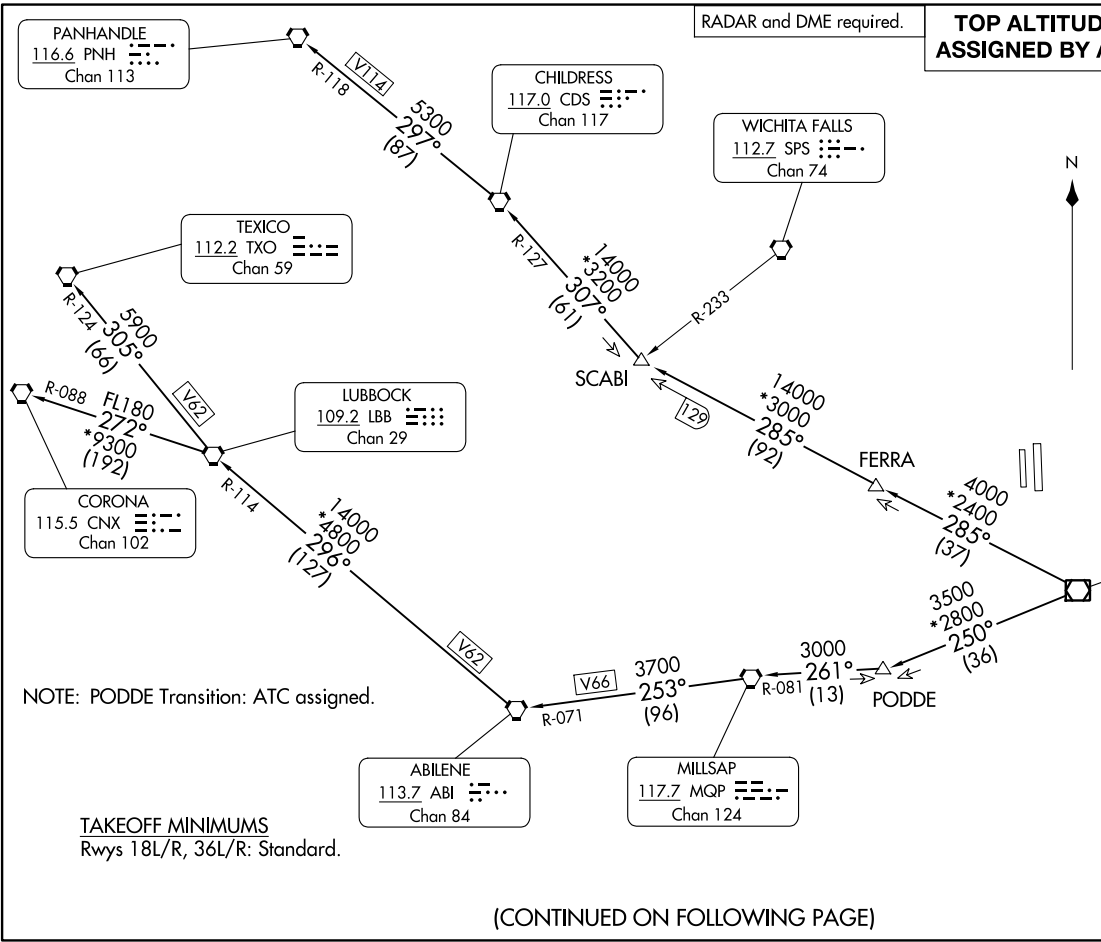 RADAR and DME required.
TOP ALTITUD
ASSIGNED BY A
PANHANDLE
116.6 PNH
Chan 113
R-118
V114
5300
297°
(87)
CHILDRESS
117.0 CDS
Chan 117
WICHITA FALLS
112.7 SPS
Chan 74
N
TEXICO
112.2 TXO
Chan 59
R-127
14000
*3200
307°
(61)
R-233
R-124
5900
305°
(66)
V62
SCABI
129
R-088
FL180
272°
*9300
(192)
LUBBOCK
109.2 LBB
Chan 29
14000
*3000
285°
(92)
FERRA
CORONA
115.5 CNX
Chan 102
R-114
14000
*4800
296°
(127)
4000
*2400
285°
(37)
3500
*2800
250°
(36)
V62
NOTE: PODDE Transition: ATC assigned.
V66
3700
253°
(96)
R-071
3000
261°
(13)
R-081
PODDE
ABILENE
113.7 ABI
Chan 84
MILLSAP
117.7 MQP
Chan 124
TAKEOFF MINIMUMS
Rwys 18L/R, 36L/R: Standard.
(CONTINUED ON FOLLOWING PAGE)